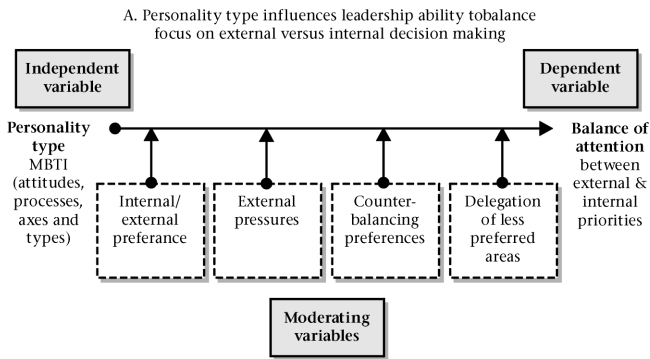 A. Personality type influences leadership ability tobalance
focus on external versus internal decision making
Independent
variable
Dependent
variable
Personality
type
MBTI
(attitudes,
processes,
axes and
types)
Balance of
attention
between
external &
internal
priorities
Internal/
external
preferance
External
pressures
Counter-
balancing
preferences
Delegation
of less
preferred
areas
Moderating
variables